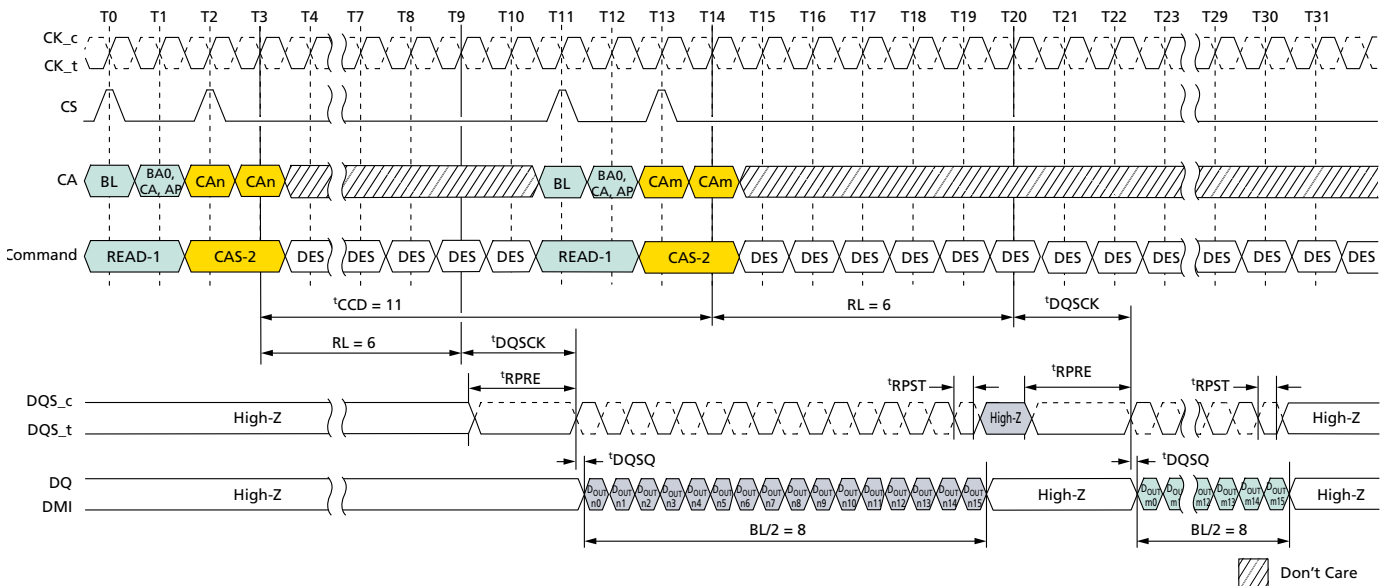 T0 T1 T2 T3 T4 T7 T8 T9 T10 T11 T12 T13 T14 T15 T16 T17 T18 T19 T20 T21 T22 T23 T29 T30 T31
CK_c
CK_t
CS
CA
BL BA0, CA, AP CAn CAn BL BA0, CA, AP CAm CAm
Command
READ-1 CAS-2 DES DES DES DES DES READ-1 CAS-2 DES DES DES DES DES DES DES DES DES DES DES DES
tCCD = 11 RL = 6 tDQSCK
RL = 6 tDQSCK
tRPRE tRPST tRPRE tRPST
DQS_c
DQS_t
High-Z High-Z High-Z
tDQSQ tDQSQ
DQ
DMI
High-Z DOUT n0 DOUT n1 DOUT n2 DOUT n3 DOUT n4 DOUT n5 DOUT n6 DOUT n7 DOUT n8 DOUT n9 DOUT n10 DOUT n11 DOUT n12 DOUT n13 DOUT n14 DOUT n15 High-Z DOUT m0 DOUT m12 DOUT m13 DOUT m14 DOUT m15 High-Z
BL/2 = 8 BL/2 = 8
Don't Care